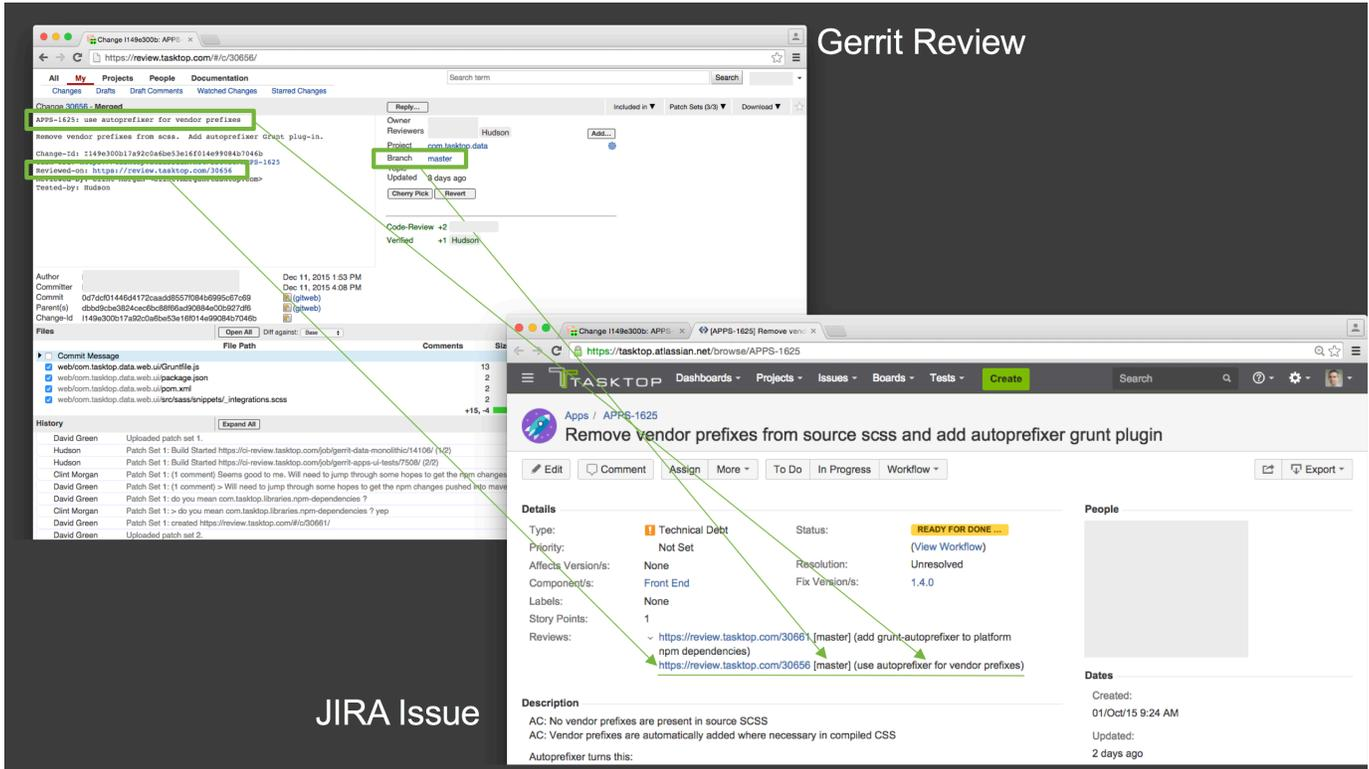 Gerrit Review
Change I149e300b: APPS- ×
https://review.tasktop.com/#/c/30656/
All My Projects People Documentation
Search term Search
Changes Drafts Draft Comments Watched Changes Starred Changes
Change 30656 - Merged
Reply... Included in ▼ Patch Sets (3/3) ▼ Download ▼
APPS-1625: use autoprefixer for vendor prefixes
Remove vendor prefixes from scss. Add autoprefixer Grunt plug-in.
Change-Id: I149e300b17a92c0a6be53e16f014e99084b7046b
Reviewed-on: https://review.tasktop.com/30656
Tested-by: Hudson
Owner
Reviewers Hudson Add...
Project com.tasktop.data
Branch master
Updated 3 days ago
Cherry Pick Revert
Code-Review +2
Verified +1 Hudson
Author Dec 11, 2015 1:53 PM
Committer Dec 11, 2015 4:08 PM
Commit 0d7dcf01446d4172caadd8557f084b6995c67c69 (gitweb)
Parent(s) dbbd9cbe3824cec6bc88f66ad90884e00b927df6 (gitweb)
Change-Id I149e300b17a92c0a6be53e16f014e99084b7046b
Files Open All Diff against: Base
File Path Comments
Commit Message
web/com.tasktop.data.web.ui/Gruntfile.js 13
web/com.tasktop.data.web.ui/package.json 2
web/com.tasktop.data.web.ui/pom.xml 2
web/com.tasktop.data.web.ui/src/sass/snippets/_integrations.scss 2
+15, -4
History Expand All
David Green Uploaded patch set 1.
Hudson Patch Set 1: Build Started https://ci-review.tasktop.com/job/gerrit-data-monolithic/14106/ (1/2)
Hudson Patch Set 1: Build Started https://ci-review.tasktop.com/job/gerrit-apps-ui-tests/7508/ (2/2)
Clint Morgan Patch Set 1: (1 comment) Seems good to me. Will need to jump through some hopes to get the npm changes
David Green Patch Set 1: (1 comment) > Will need to jump through some hopes to get the npm changes pushed into mave
David Green Patch Set 1: do you mean com.tasktop.libraries.npm-dependencies ?
Clint Morgan Patch Set 1: > do you mean com.tasktop.libraries.npm-dependencies ? yep
David Green Patch Set 1: created https://review.tasktop.com/#/c/30661/
David Green Uploaded patch set 2.
JIRA Issue
Change I149e300b: APPS- × [APPS-1625] Remove vend ×
https://tasktop.atlassian.net/browse/APPS-1625
TASKTOP Dashboards Projects Issues Boards Tests Create Search
Apps / APPS-1625
Remove vendor prefixes from source scss and add autoprefixer grunt plugin
Edit Comment Assign More To Do In Progress Workflow Export
Details
Type: Technical Debt
Status: READY FOR DONE ...
Priority: Not Set
(View Workflow)
Affects Version/s: None
Resolution: Unresolved
Component/s: Front End
Fix Version/s: 1.4.0
Labels: None
Story Points: 1
Reviews: https://review.tasktop.com/30661 [master] (add grunt-autoprefixer to platform
npm dependencies)
https://review.tasktop.com/30656 [master] (use autoprefixer for vendor prefixes)
Description
AC: No vendor prefixes are present in source SCSS
AC: Vendor prefixes are automatically added where necessary in compiled CSS
Autoprefixer turns this:
People
Dates
Created:
01/Oct/15 9:24 AM
Updated:
2 days ago